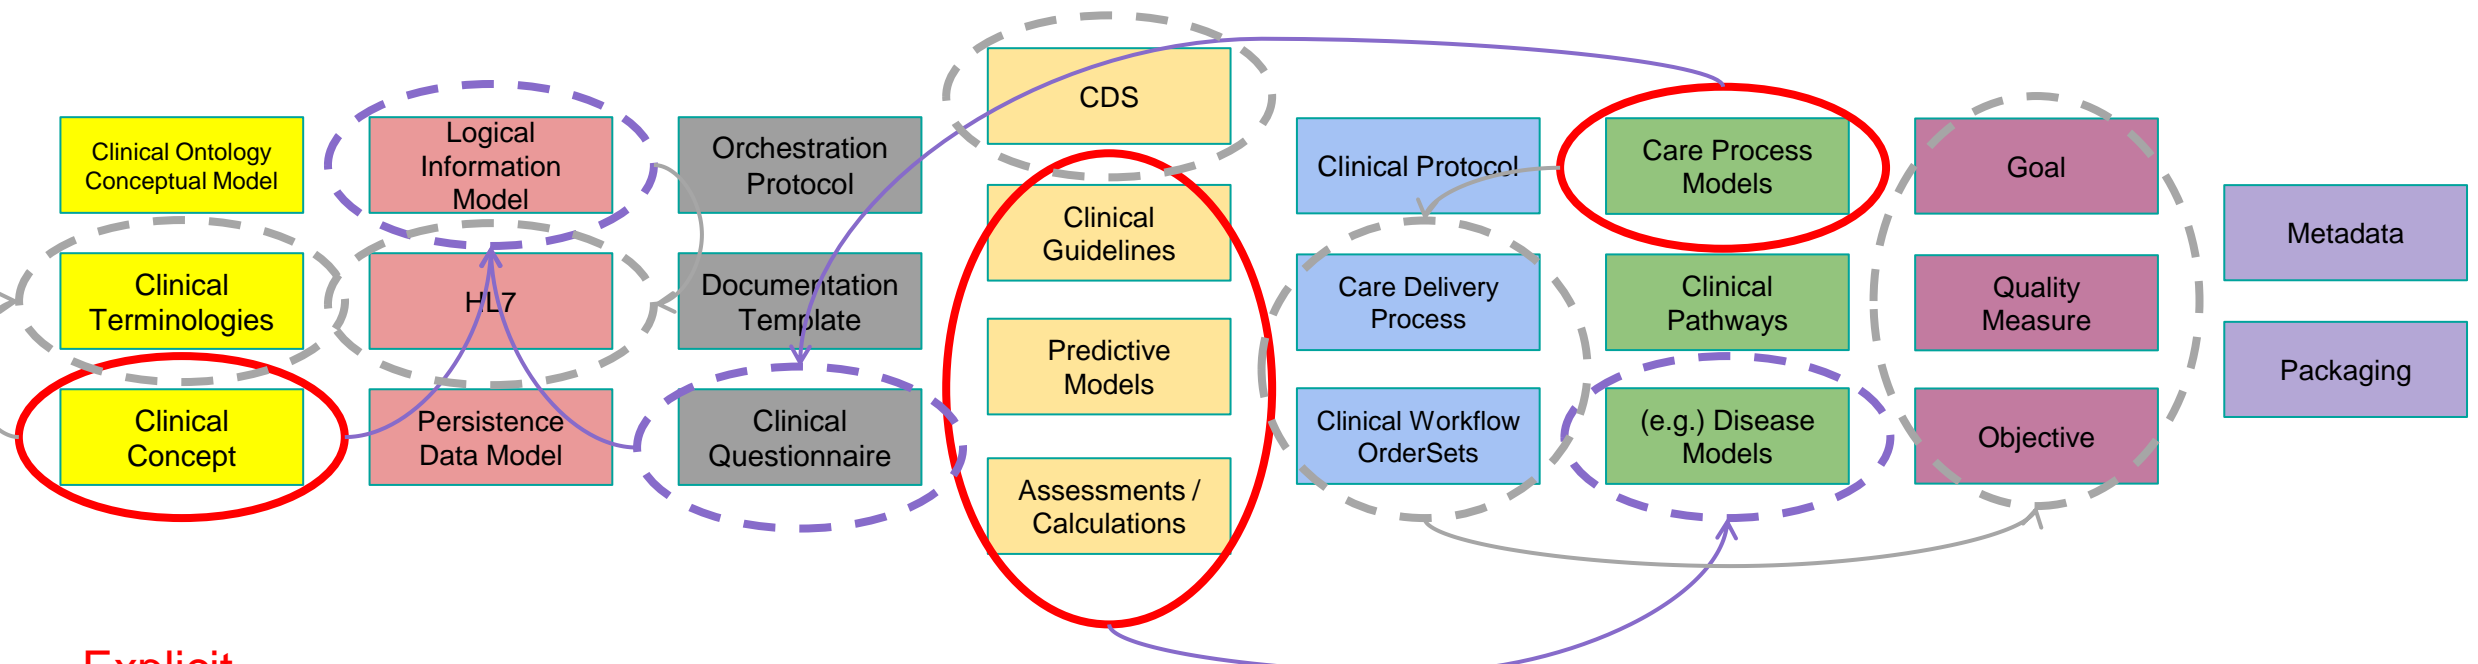 Clinical Ontology
Conceptual Model
Clinical
Terminologies
Clinical
Concept
Logical
Information
Model
HL7
Persistence
Data Model
Orchestration
Protocol
Documentation
Template
Clinical
Questionnaire
CDS
Clinical
Guidelines
Predictive
Models
Assessments /
Calculations
Clinical Protocol
Care Delivery
Process
Clinical Workflow
OrderSets
Care Process
Models
Clinical
Pathways
(e.g.) Disease
Models
Goal
Quality
Measure
Objective
Metadata
Packaging
Explicit